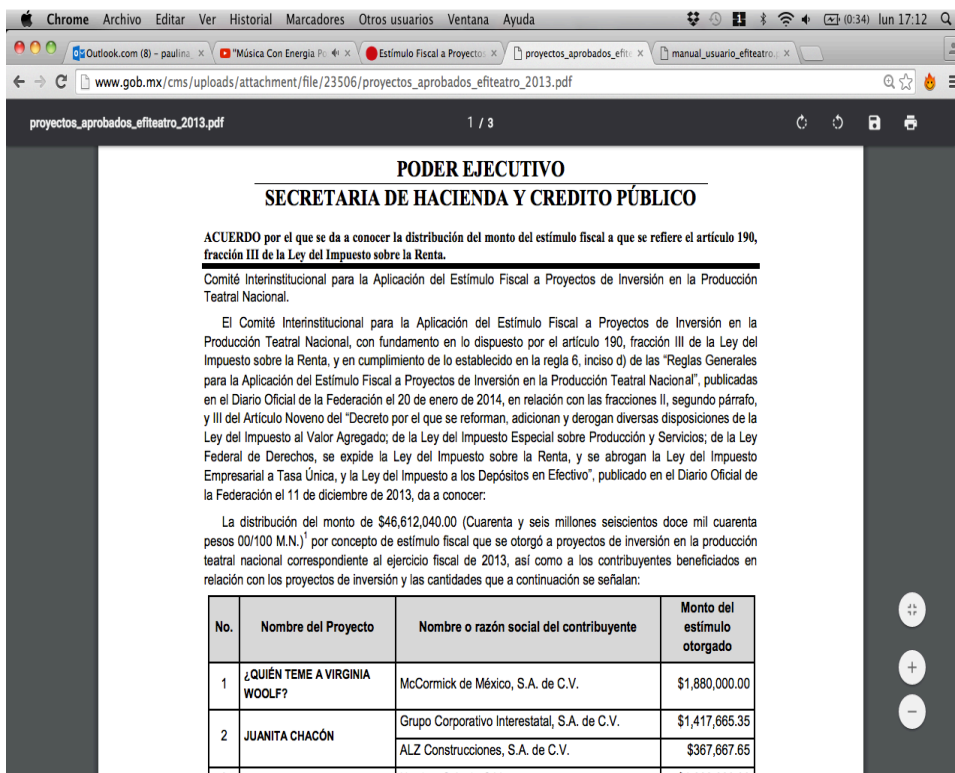 Chrome Archivo Editar Ver Historial Marcadores Otros usuarios Ventana Ayuda (0:34) lun 17:12
Outlook.com (8) – paulina
"Música Con Energia Po
Estímulo Fiscal a Proyectos
proyectos_aprobados_efite
manual_usuario_efiteatro.p
www.gob.mx/cms/uploads/attachment/file/23506/proyectos_aprobados_efiteatro_2013.pdf
proyectos_aprobados_efiteatro_2013.pdf 1 / 3
PODER EJECUTIVO
SECRETARIA DE HACIENDA Y CREDITO PÚBLICO
ACUERDO por el que se da a conocer la distribución del monto del estímulo fiscal a que se refiere el artículo 190,
fracción III de la Ley del Impuesto sobre la Renta.
Comité Interinstitucional para la Aplicación del Estímulo Fiscal a Proyectos de Inversión en la Producción
Teatral Nacional.
El Comité Interinstitucional para la Aplicación del Estímulo Fiscal a Proyectos de Inversión en la
Producción Teatral Nacional, con fundamento en lo dispuesto por el artículo 190, fracción III de la Ley del
Impuesto sobre la Renta, y en cumplimiento de lo establecido en la regla 6, inciso d) de las “Reglas Generales
para la Aplicación del Estímulo Fiscal a Proyectos de Inversión en la Producción Teatral Nacional”, publicadas
en el Diario Oficial de la Federación el 20 de enero de 2014, en relación con las fracciones II, segundo párrafo,
y III del Artículo Noveno del “Decreto por el que se reforman, adicionan y derogan diversas disposiciones de la
Ley del Impuesto al Valor Agregado; de la Ley del Impuesto Especial sobre Producción y Servicios; de la Ley
Federal de Derechos, se expide la Ley del Impuesto sobre la Renta, y se abrogan la Ley del Impuesto
Empresarial a Tasa Única, y la Ley del Impuesto a los Depósitos en Efectivo”, publicado en el Diario Oficial de
la Federación el 11 de diciembre de 2013, da a conocer:
La distribución del monto de $46,612,040.00 (Cuarenta y seis millones seiscientos doce mil cuarenta
pesos 00/100 M.N.)¹ por concepto de estímulo fiscal que se otorgó a proyectos de inversión en la producción
teatral nacional correspondiente al ejercicio fiscal de 2013, así como a los contribuyentes beneficiados en
relación con los proyectos de inversión y las cantidades que a continuación se señalan:
No. Nombre del Proyecto Nombre o razón social del contribuyente Monto del estímulo otorgado
1 ¿QUIÉN TEME A VIRGINIA WOOLF? McCormick de México, S.A. de C.V. $1,880,000.00
2 JUANITA CHACÓN Grupo Corporativo Interestatal, S.A. de C.V. $1,417,665.35
ALZ Construcciones, S.A. de C.V. $367,667.65